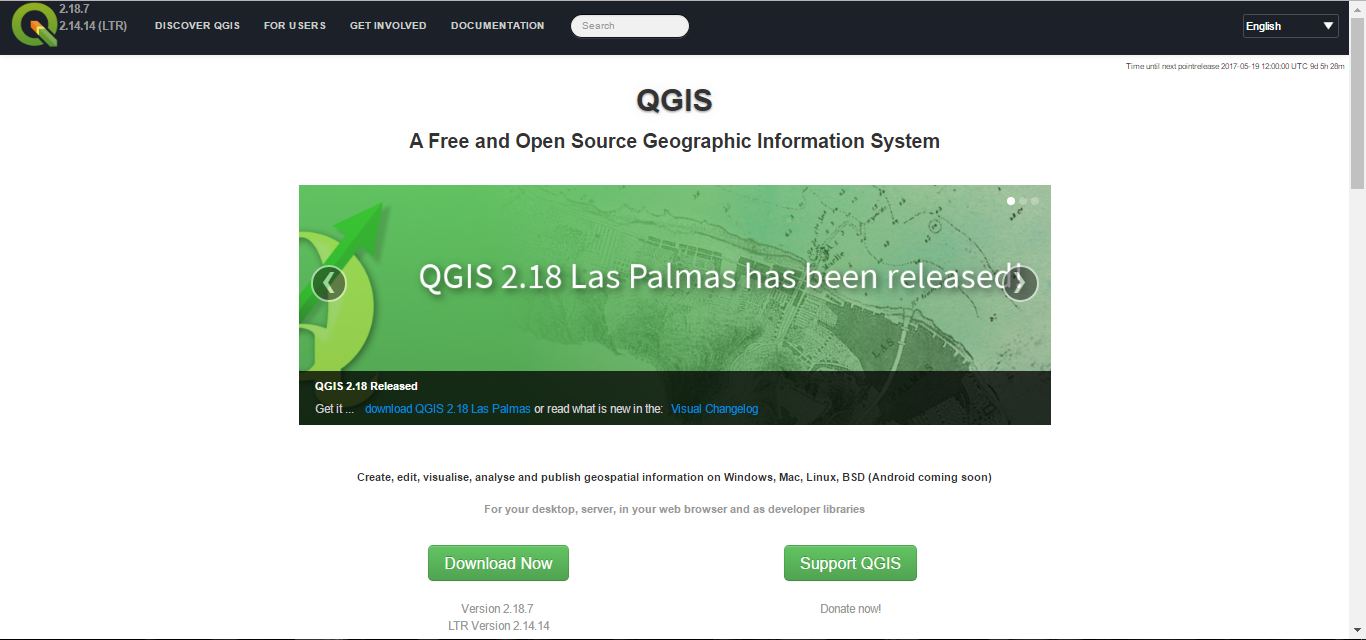 2.18.7
2.14.14 (LTR)
DISCOVER QGIS FOR USERS GET INVOLVED DOCUMENTATION Search English
Time until next pointrelease 2017-05-19 12:00:00 UTC 9d 5h 28m
QGIS
A Free and Open Source Geographic Information System
QGIS 2.18 Las Palmas has been released!
LAS PALMAS
QGIS 2.18 Released
Get it ... download QGIS 2.18 Las Palmas or read what is new in the: Visual Changelog
Create, edit, visualise, analyse and publish geospatial information on Windows, Mac, Linux, BSD (Android coming soon)
For your desktop, server, in your web browser and as developer libraries
Download Now Support QGIS
Version 2.18.7 Donate now!
LTR Version 2.14.14